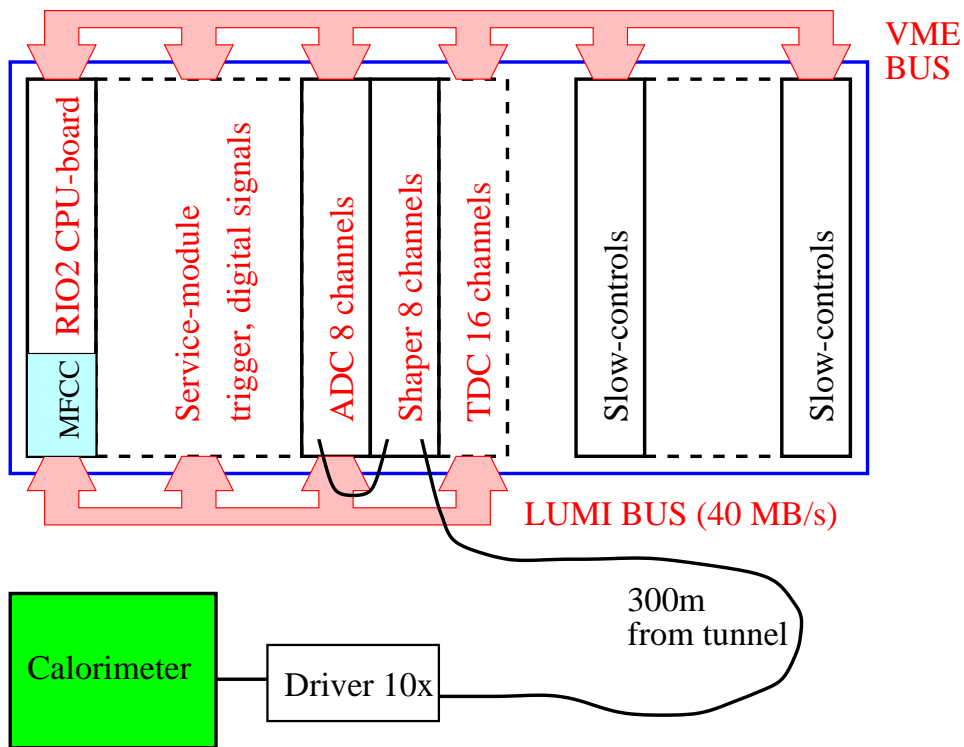 VME
BUS
RIO2 CPU-board
MFCC
Service-module
trigger, digital signals
ADC 8 channels
Shaper 8 channels
TDC 16 channels
Slow-controls
Slow-controls
LUMI BUS (40 MB/s)
300m
from tunnel
Calorimeter
Driver 10x